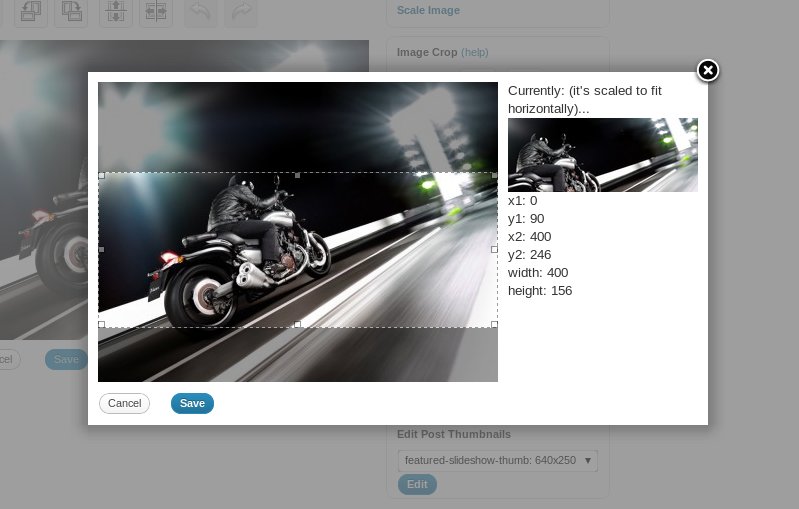 Scale Image
Image Crop (help)
Currently: (it's scaled to fit
horizontally)...
x1: 0
y1: 90
x2: 400
y2: 246
width: 400
height: 156
Save
Cancel
Save
Edit Post Thumbnails
featured-slideshow-thumb: 640x250
Edit